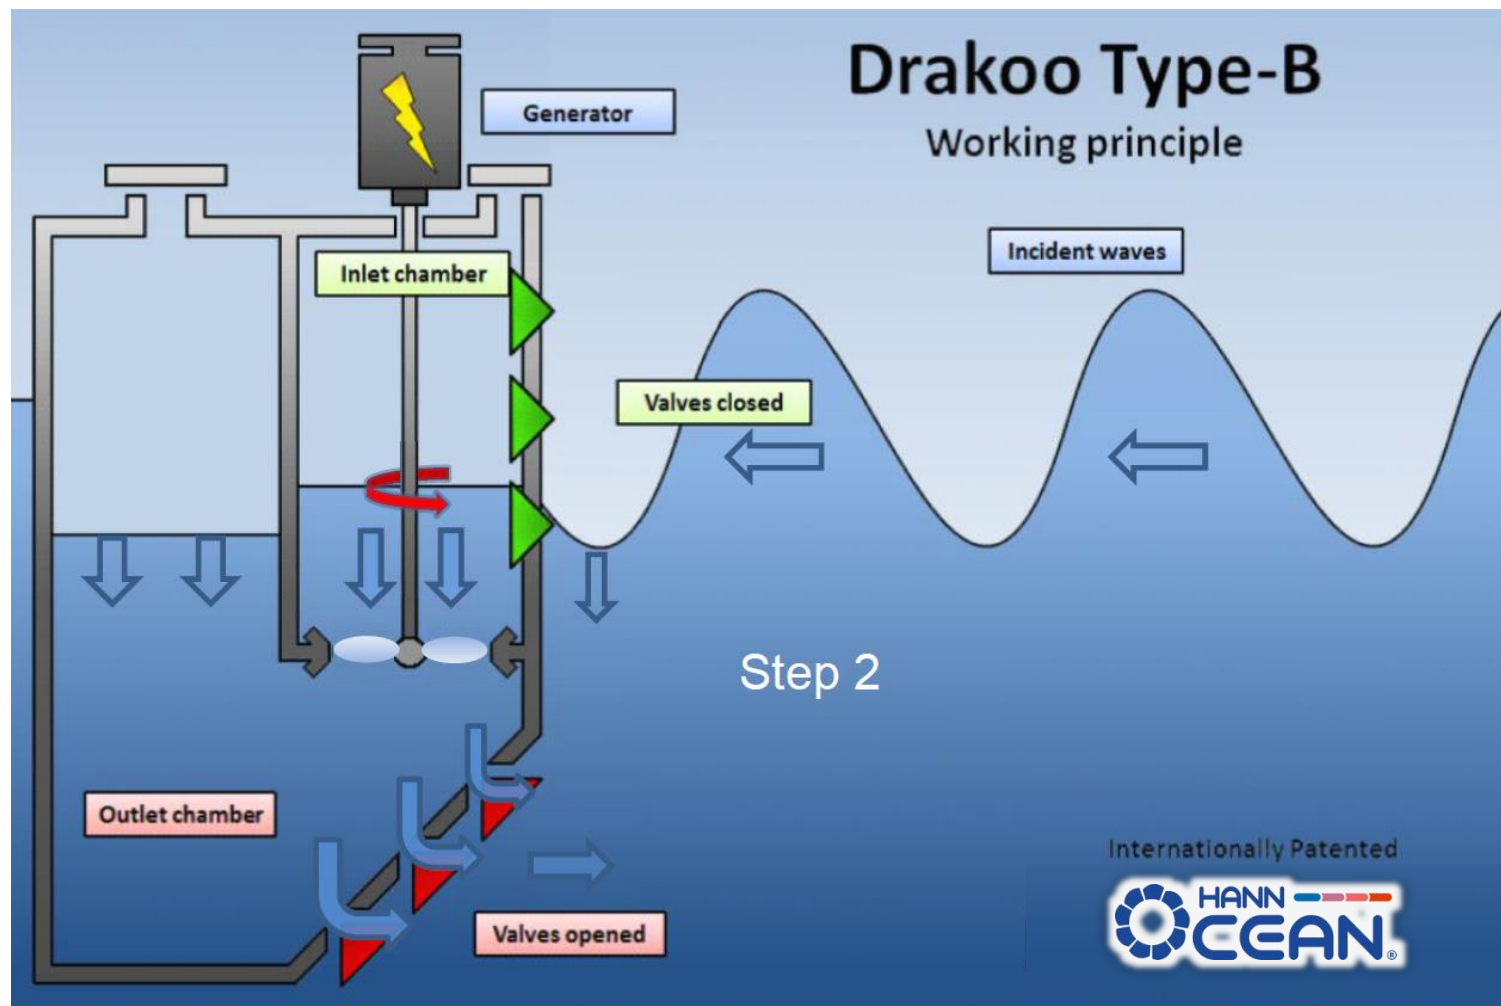 Drakoo Type-B
Working principle
Generator
Inlet chamber
Incident waves
Valves closed
Step 2
Outlet chamber
Valves opened
Internationally Patented
HANN
OCEAN®